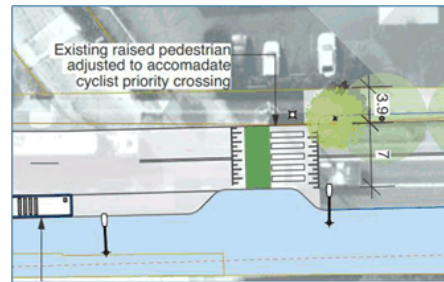 Existing raised pedestrian
adjusted to accomadate
cyclist priority crossing
3.9
7